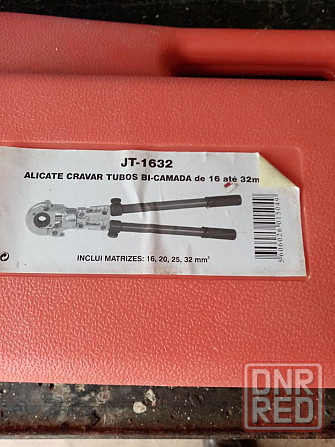 JT-1632
ALICATE CRAVAR TUBOS BI-CAMADA de 16 até 32m
INCLUI MATRIZES: 16, 20, 25, 32 mm²
DNR
RED